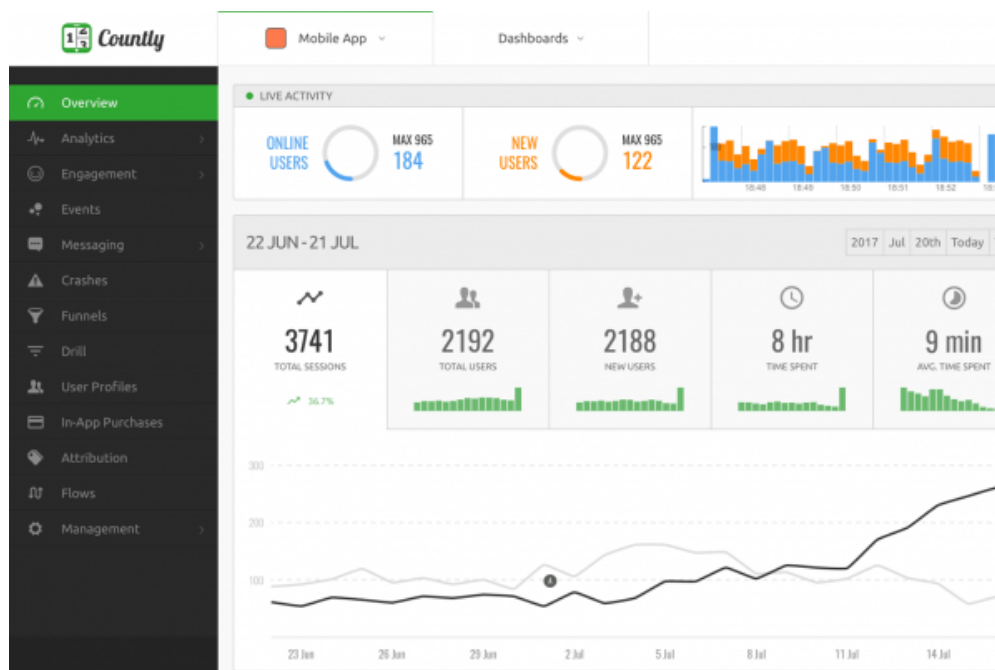 Countly
Mobile App
Dashboards
Overview
Analytics
Engagement
Events
Messaging
Crashes
Funnels
Drill
User Profiles
In-App Purchases
Attribution
Flows
Management
LIVE ACTIVITY
ONLINE USERS
MAX 965
184
NEW USERS
MAX 965
122
18:48 18:49 18:50 18:51 18:52
22 JUN - 21 JUL
2017 Jul 20th Today
3741
TOTAL SESSIONS
36.7%
2192
TOTAL USERS
2188
NEW USERS
8 hr
TIME SPENT
9 min
AVG. TIME SPENT
300
200
100
A
23 Jun 26 Jun 29 Jun 2 Jul 5 Jul 8 Jul 11 Jul 14 Jul